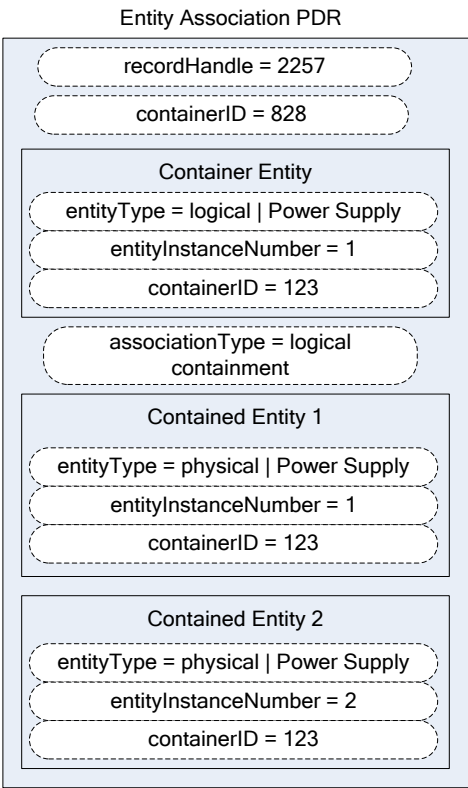 Entity Association PDR
recordHandle = 2257
containerID = 828
Container Entity
entityType = logical | Power Supply
entityInstanceNumber = 1
containerID = 123
associationType = logical
containment
Contained Entity 1
entityType = physical | Power Supply
entityInstanceNumber = 1
containerID = 123
Contained Entity 2
entityType = physical | Power Supply
entityInstanceNumber = 2
containerID = 123